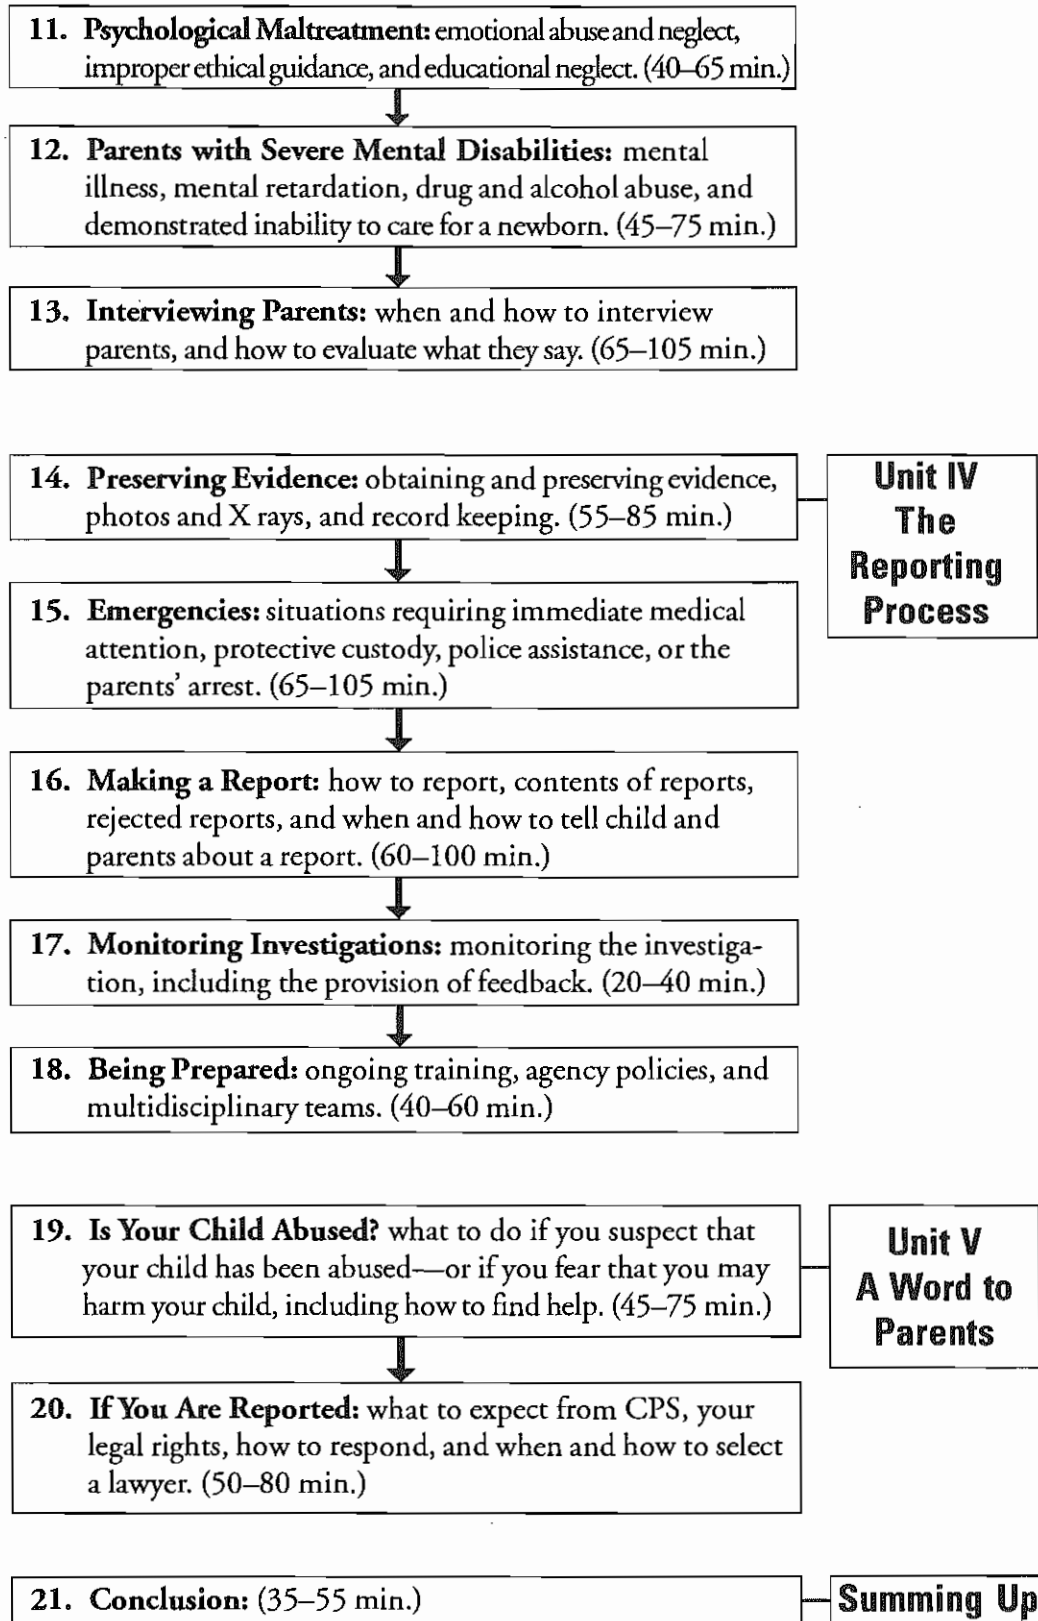 11. Psychological Maltreatment: emotional abuse and neglect,
improper ethical guidance, and educational neglect. (40–65 min.)
12. Parents with Severe Mental Disabilities: mental
illness, mental retardation, drug and alcohol abuse, and
demonstrated inability to care for a newborn. (45–75 min.)
13. Interviewing Parents: when and how to interview
parents, and how to evaluate what they say. (65–105 min.)
14. Preserving Evidence: obtaining and preserving evidence,
photos and X rays, and record keeping. (55–85 min.)
Unit IV
The
Reporting
Process
15. Emergencies: situations requiring immediate medical
attention, protective custody, police assistance, or the
parents’ arrest. (65–105 min.)
16. Making a Report: how to report, contents of reports,
rejected reports, and when and how to tell child and
parents about a report. (60–100 min.)
17. Monitoring Investigations: monitoring the investiga-
tion, including the provision of feedback. (20–40 min.)
18. Being Prepared: ongoing training, agency policies, and
multidisciplinary teams. (40–60 min.)
19. Is Your Child Abused? what to do if you suspect that
your child has been abused—or if you fear that you may
harm your child, including how to find help. (45–75 min.)
Unit V
A Word to
Parents
20. If You Are Reported: what to expect from CPS, your
legal rights, how to respond, and when and how to select
a lawyer. (50–80 min.)
21. Conclusion: (35–55 min.)
Summing Up